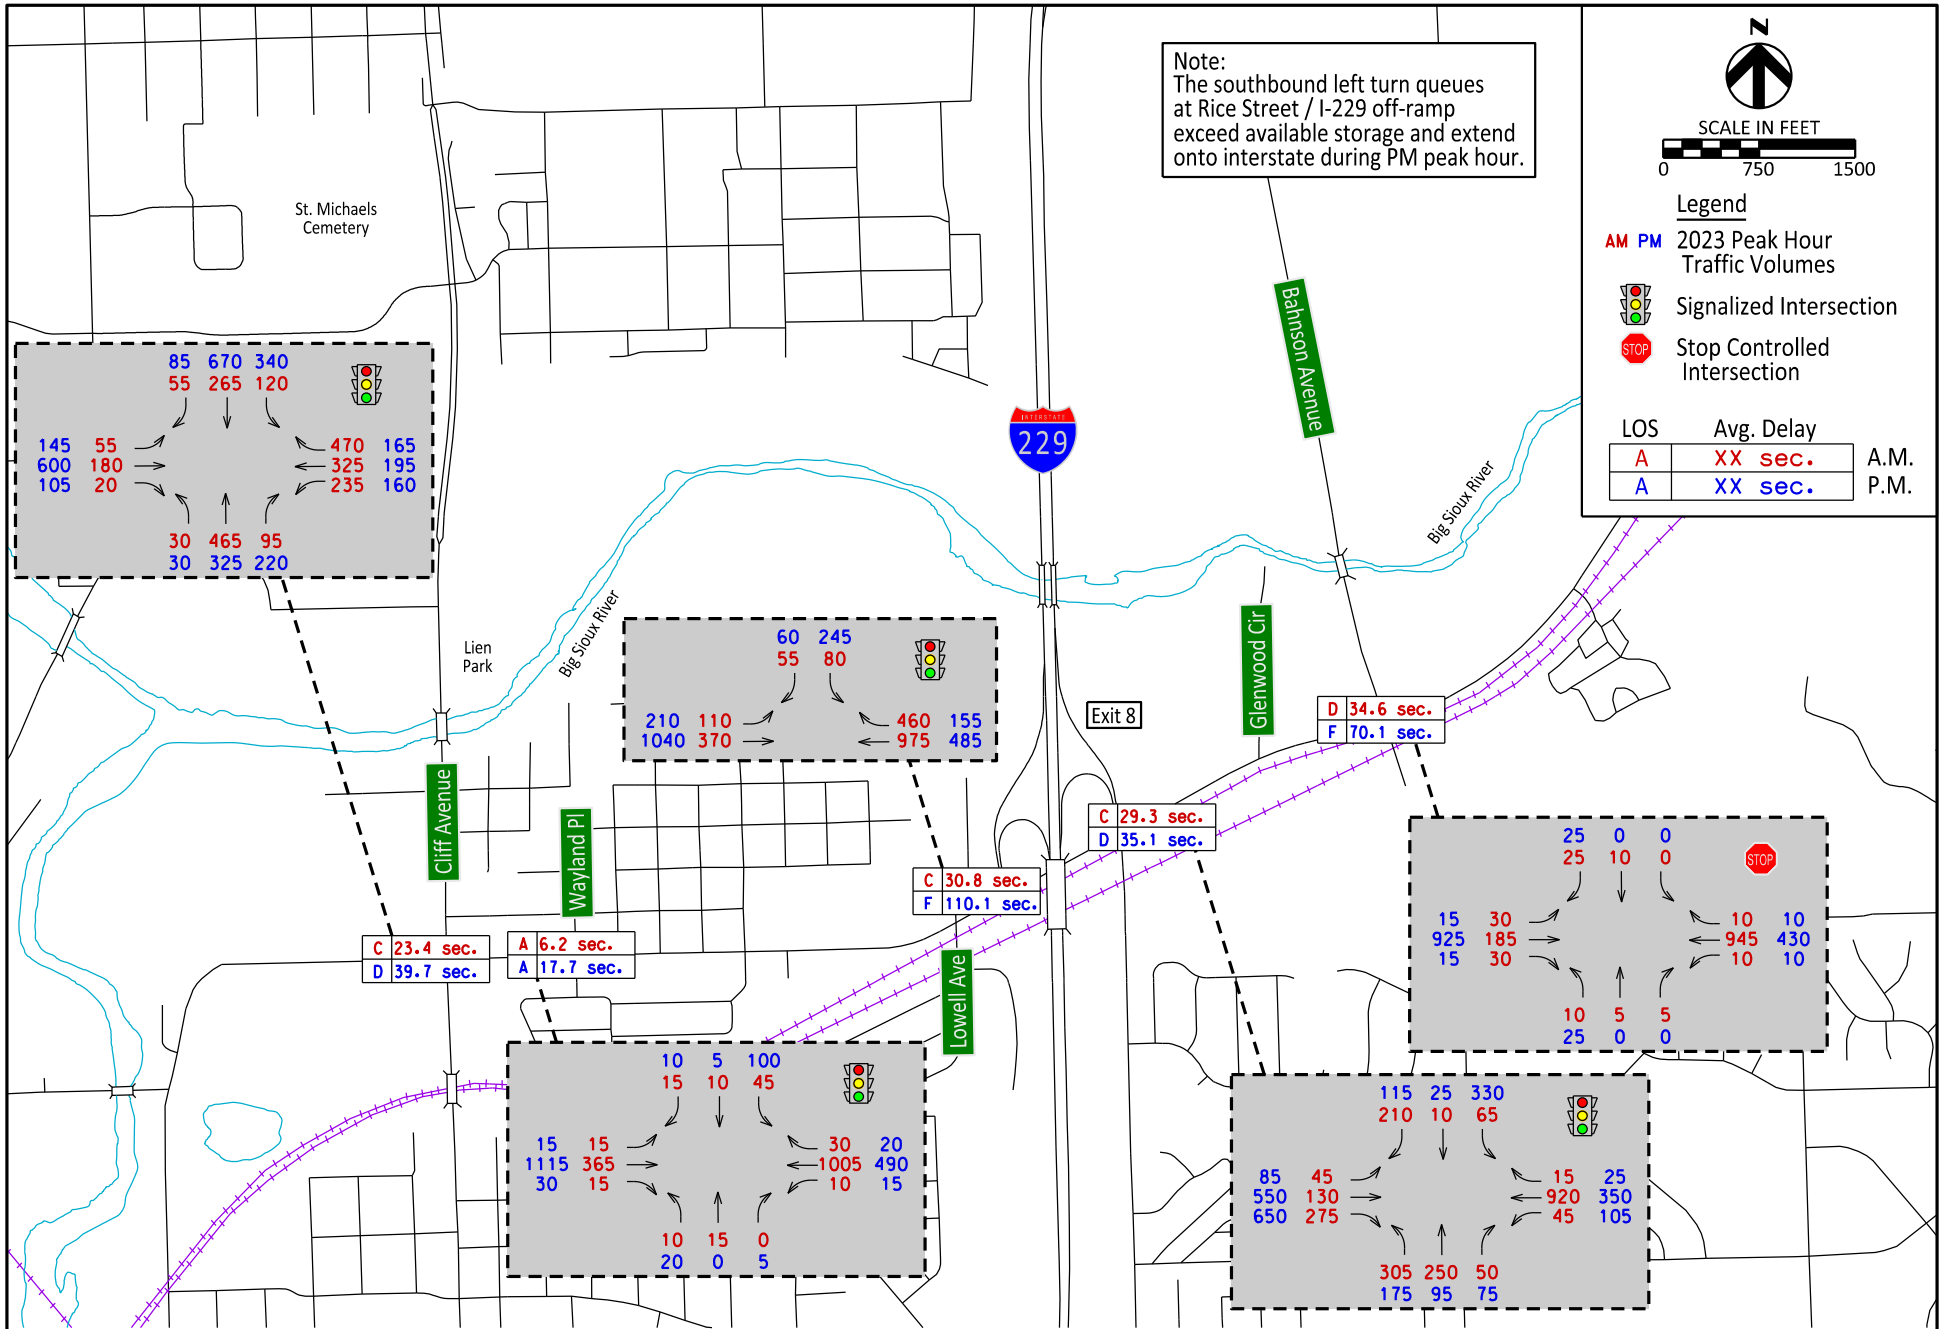 Note:
The southbound left turn queues
at Rice Street / I-229 off-ramp
exceed available storage and extend
onto interstate during PM peak hour.
N
SCALE IN FEET
0 750 1500
Legend
AM PM 2023 Peak Hour
Traffic Volumes
Signalized Intersection
STOP Stop Controlled
Intersection
LOS Avg. Delay
A XX sec. A.M.
A XX sec. P.M.
St. Michaels
Cemetery
85 670 340
55 265 120
145 55 470 165
600 180 325 195
105 20 235 160
30 465 95
30 325 220
INTERSTATE
229
Bahnson Avenue
Big Sioux River
Big Sioux River
Lien
Park
60 245
55 80
210 110 460 155
1040 370 975 485
Glenwood Cir
Exit 8
D 34.6 sec.
F 70.1 sec.
Cliff Avenue
Wayland Pl
C 29.3 sec.
D 35.1 sec.
C 30.8 sec.
F 110.1 sec.
C 23.4 sec.
D 39.7 sec.
A 6.2 sec.
A 17.7 sec.
Lowell Ave
25 0 0
25 10 0
STOP
15 30 10 10
925 185 945 430
15 30 10 10
10 5 5
25 0 0
10 5 100
15 10 45
15 15 30 20
1115 365 1005 490
30 15 10 15
10 15 0
20 0 5
115 25 330
210 10 65
85 45 15 25
550 130 920 350
650 275 45 105
305 250 50
175 95 75